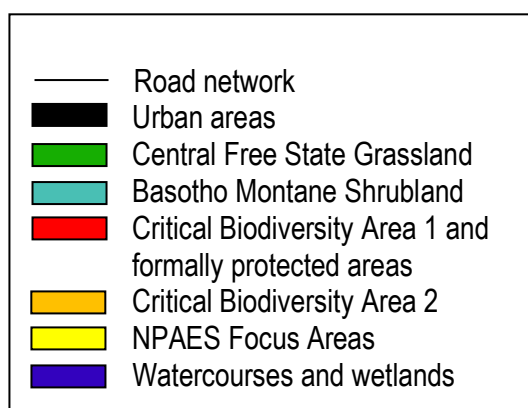 Road network
Urban areas
Central Free State Grassland
Basotho Montane Shrubland
Critical Biodiversity Area 1 and
formally protected areas
Critical Biodiversity Area 2
NPAES Focus Areas
Watercourses and wetlands